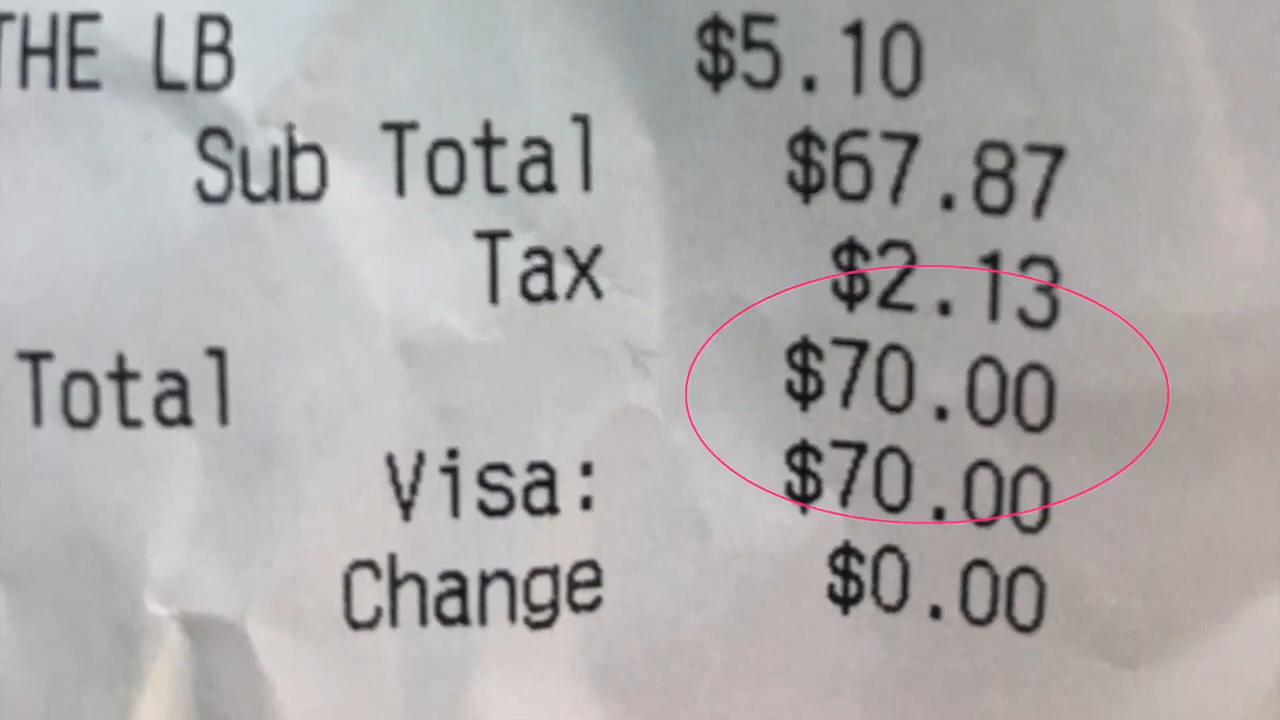 THE LB $5.10
Sub Total $67.87
Tax $2.13
Total $70.00
Visa: $70.00
Change $0.00